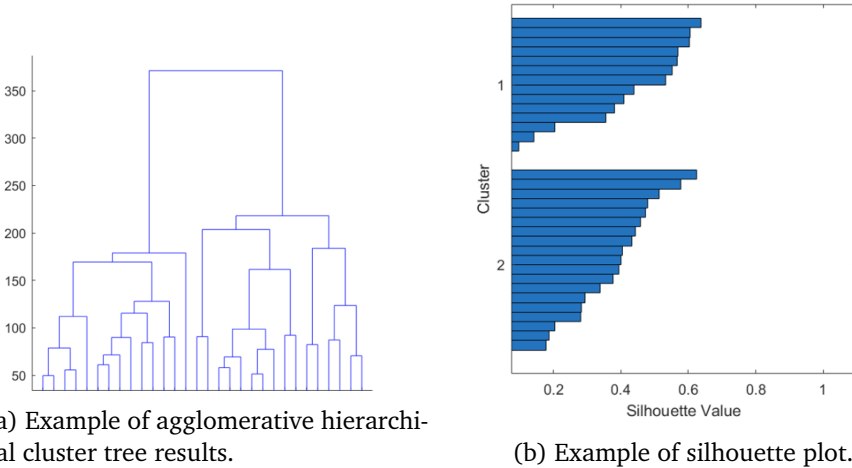 350
300
250
200
150
100
50
a) Example of agglomerative hierarchi-
al cluster tree results.
Cluster
1
2
0.2 0.4 0.6 0.8 1
Silhouette Value
(b) Example of silhouette plot.